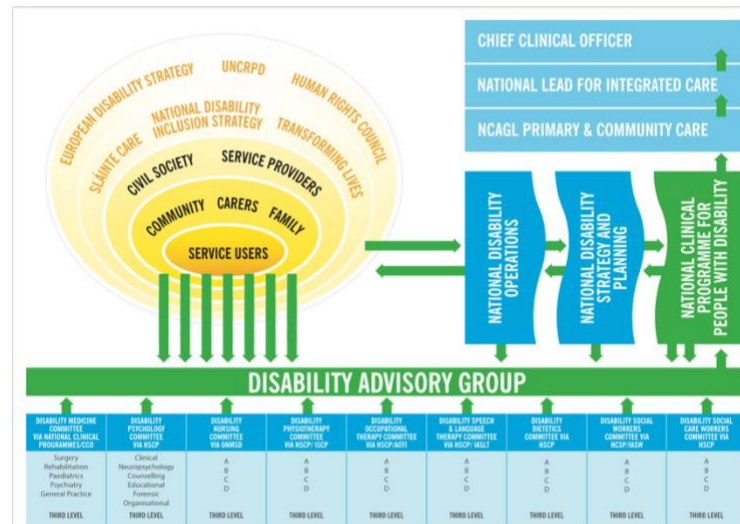 EUROPEAN DISABILITY STRATEGY
UNCRPD
HUMAN RIGHTS COUNCIL
SLÁINTE CARE
NATIONAL DISABILITY
INCLUSION STRATEGY
TRANSFORMING LIVES
CIVIL SOCIETY
SERVICE PROVIDERS
COMMUNITY
CARERS
FAMILY
SERVICE USERS
CHIEF CLINICAL OFFICER
NATIONAL LEAD FOR INTEGRATED CARE
NCAGL PRIMARY & COMMUNITY CARE
NATIONAL DISABILITY
OPERATIONS
NATIONAL DISABILITY
STRATEGY AND
PLANNING
NATIONAL CLINICAL
PROGRAMME FOR
PEOPLE WITH DISABILITY
DISABILITY ADVISORY GROUP
DISABILITY MEDICINE
COMMITTEE
VIA NATIONAL CLINICAL
PROGRAMMES/CCO
Surgery
Rehabilitation
Paediatrics
Psychiatry
General Practice
THIRD LEVEL
DISABILITY
PSYCHOLOGY
COMMITTEE
VIA HSCP
Clinical
Neuropsychology
Counselling
Educational
Forensic
Organisational
THIRD LEVEL
DISABILITY
NURSING
COMMITTEE
VIA ONMSD
A
B
C
D
THIRD LEVEL
DISABILITY
PHYSIOTHERAPY
COMMITTEE
VIA HSCP/ ISCP
A
B
C
D
THIRD LEVEL
DISABILITY
OCCUPATIONAL
THERAPY COMMITTEE
VIA HSCP/AOTI
A
B
C
D
THIRD LEVEL
DISABILITY SPEECH
& LANGUAGE
THERAPY COMMITTEE
VIA HSCP/ IASLT
A
B
C
D
THIRD LEVEL
DISABILITY
DIETETICS
COMMITTEE VIA
HSCP
A
B
C
D
THIRD LEVEL
DISABILITY SOCIAL
WORKERS
COMMITTEE VIA
HCSP/IASW
A
B
C
D
THIRD LEVEL
DISABILITY SOCIAL
CARE WORKERS
COMMITTEE VIA
HSCP
A
B
C
D
THIRD LEVEL